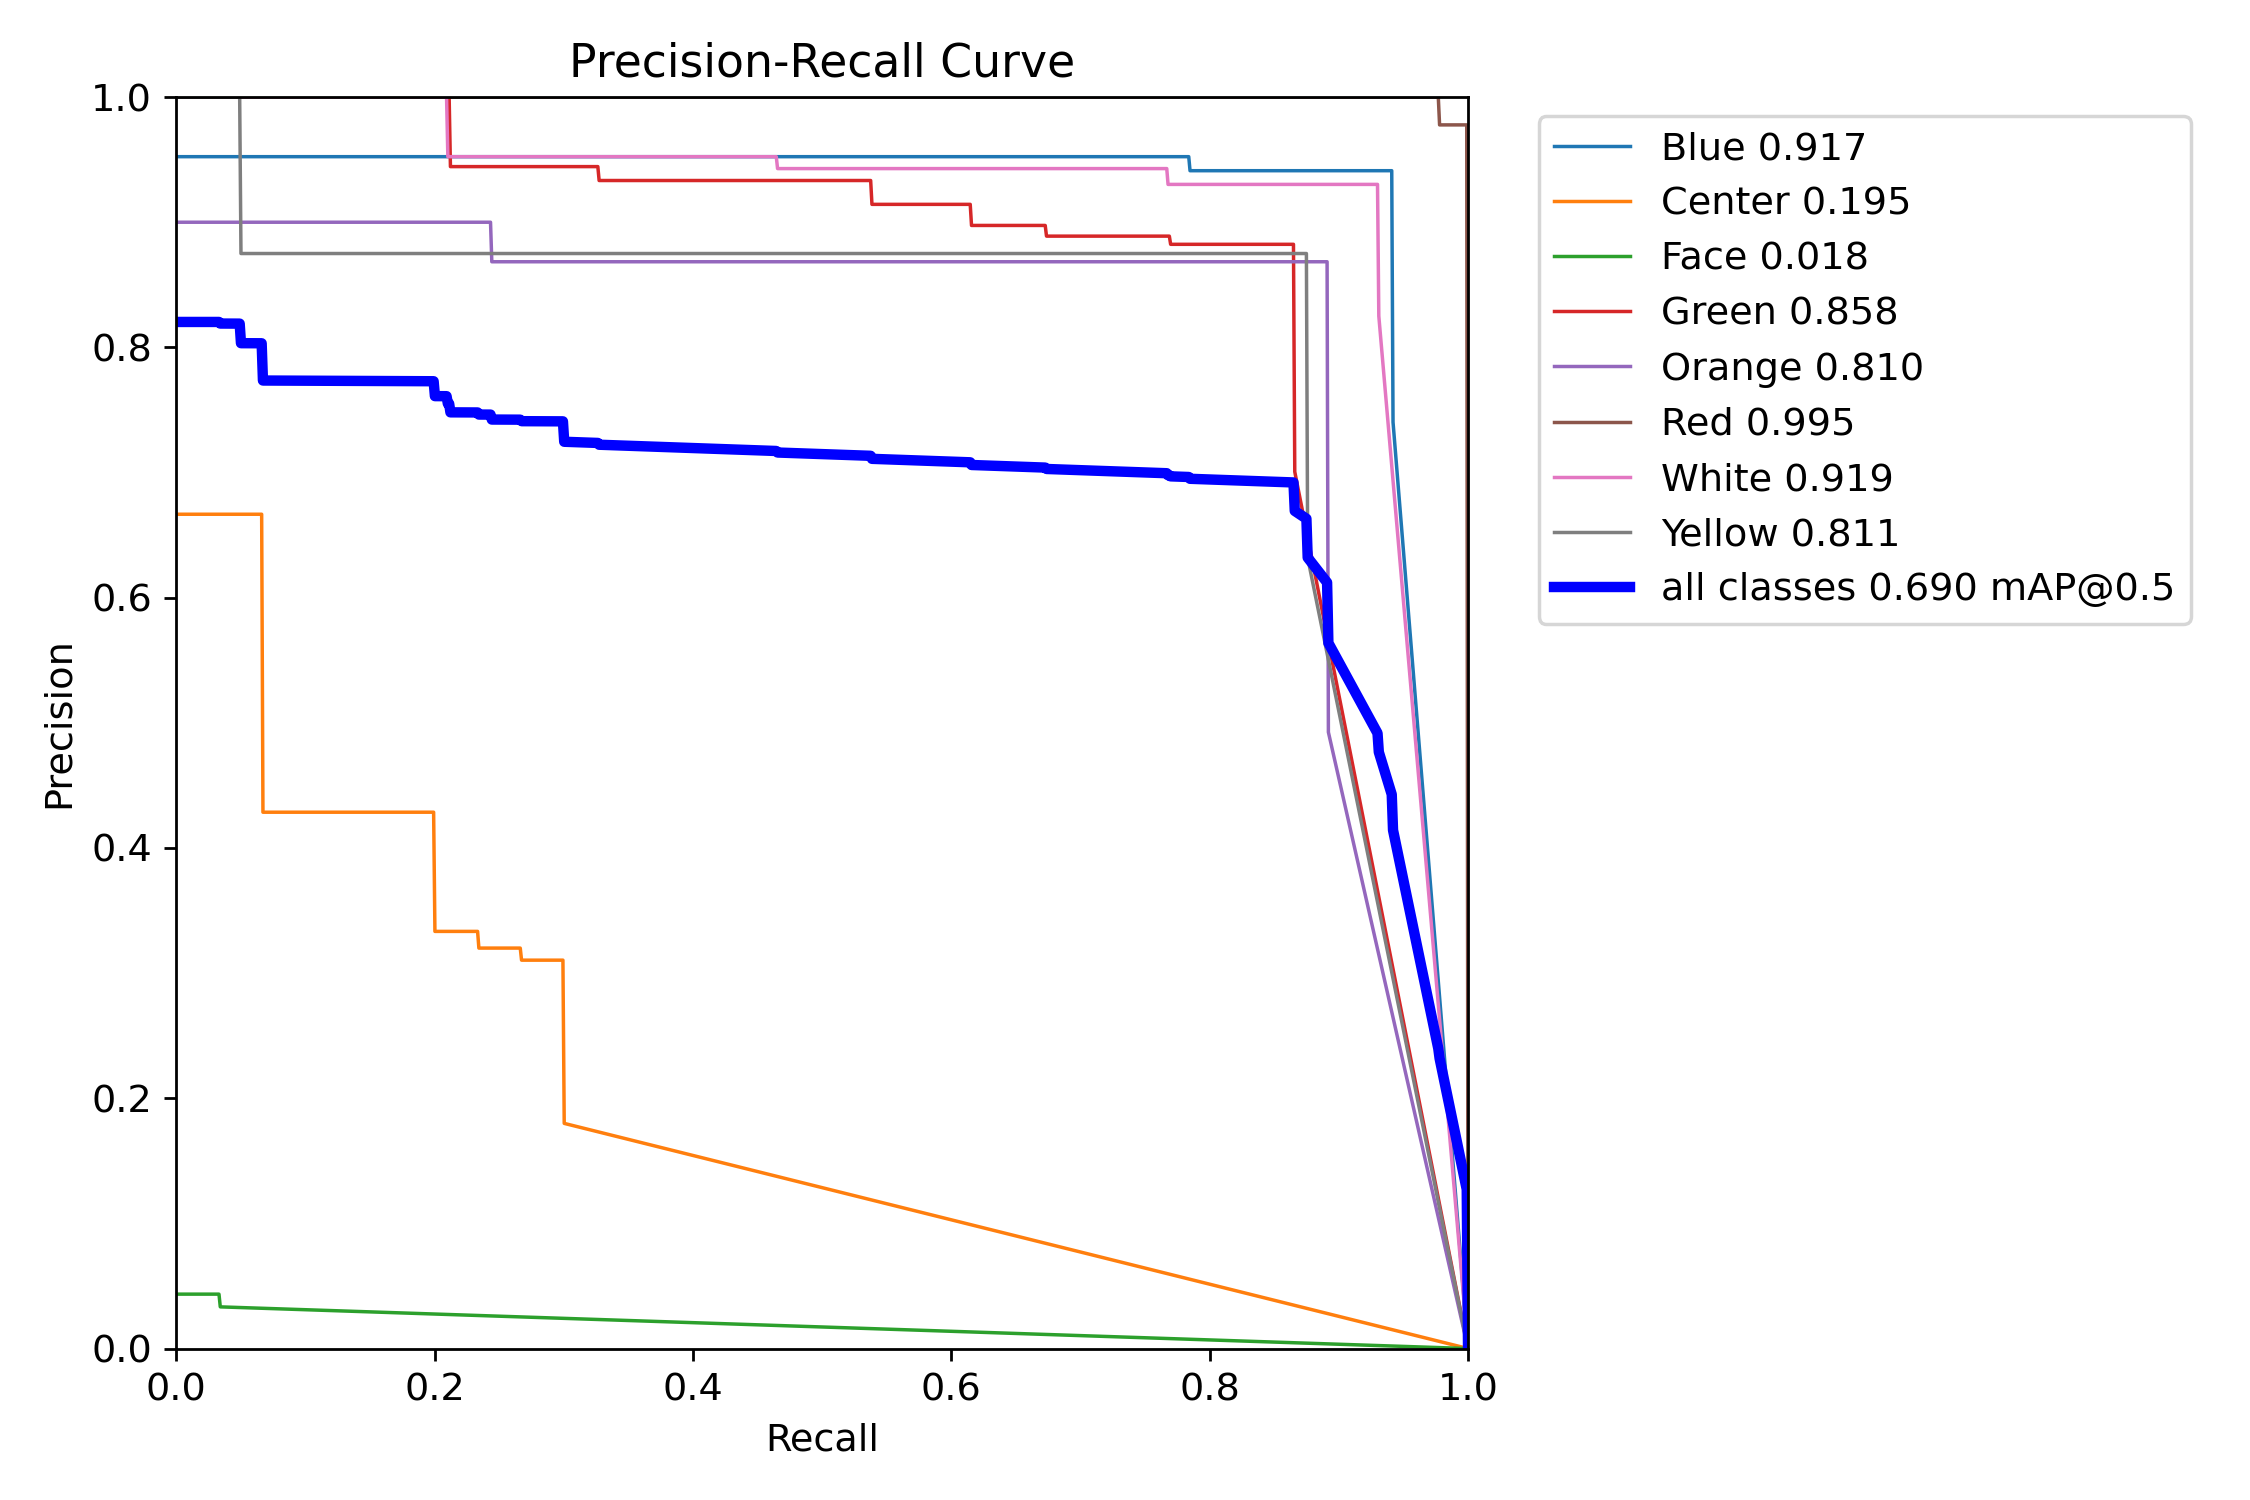 Precision-Recall Curve
1.0
0.8
0.6
0.4
0.2
0.0
Precision
0.0 0.2 0.4 0.6 0.8 1.0
Recall
Blue 0.917
Center 0.195
Face 0.018
Green 0.858
Orange 0.810
Red 0.995
White 0.919
Yellow 0.811
all classes 0.690 mAP@0.5